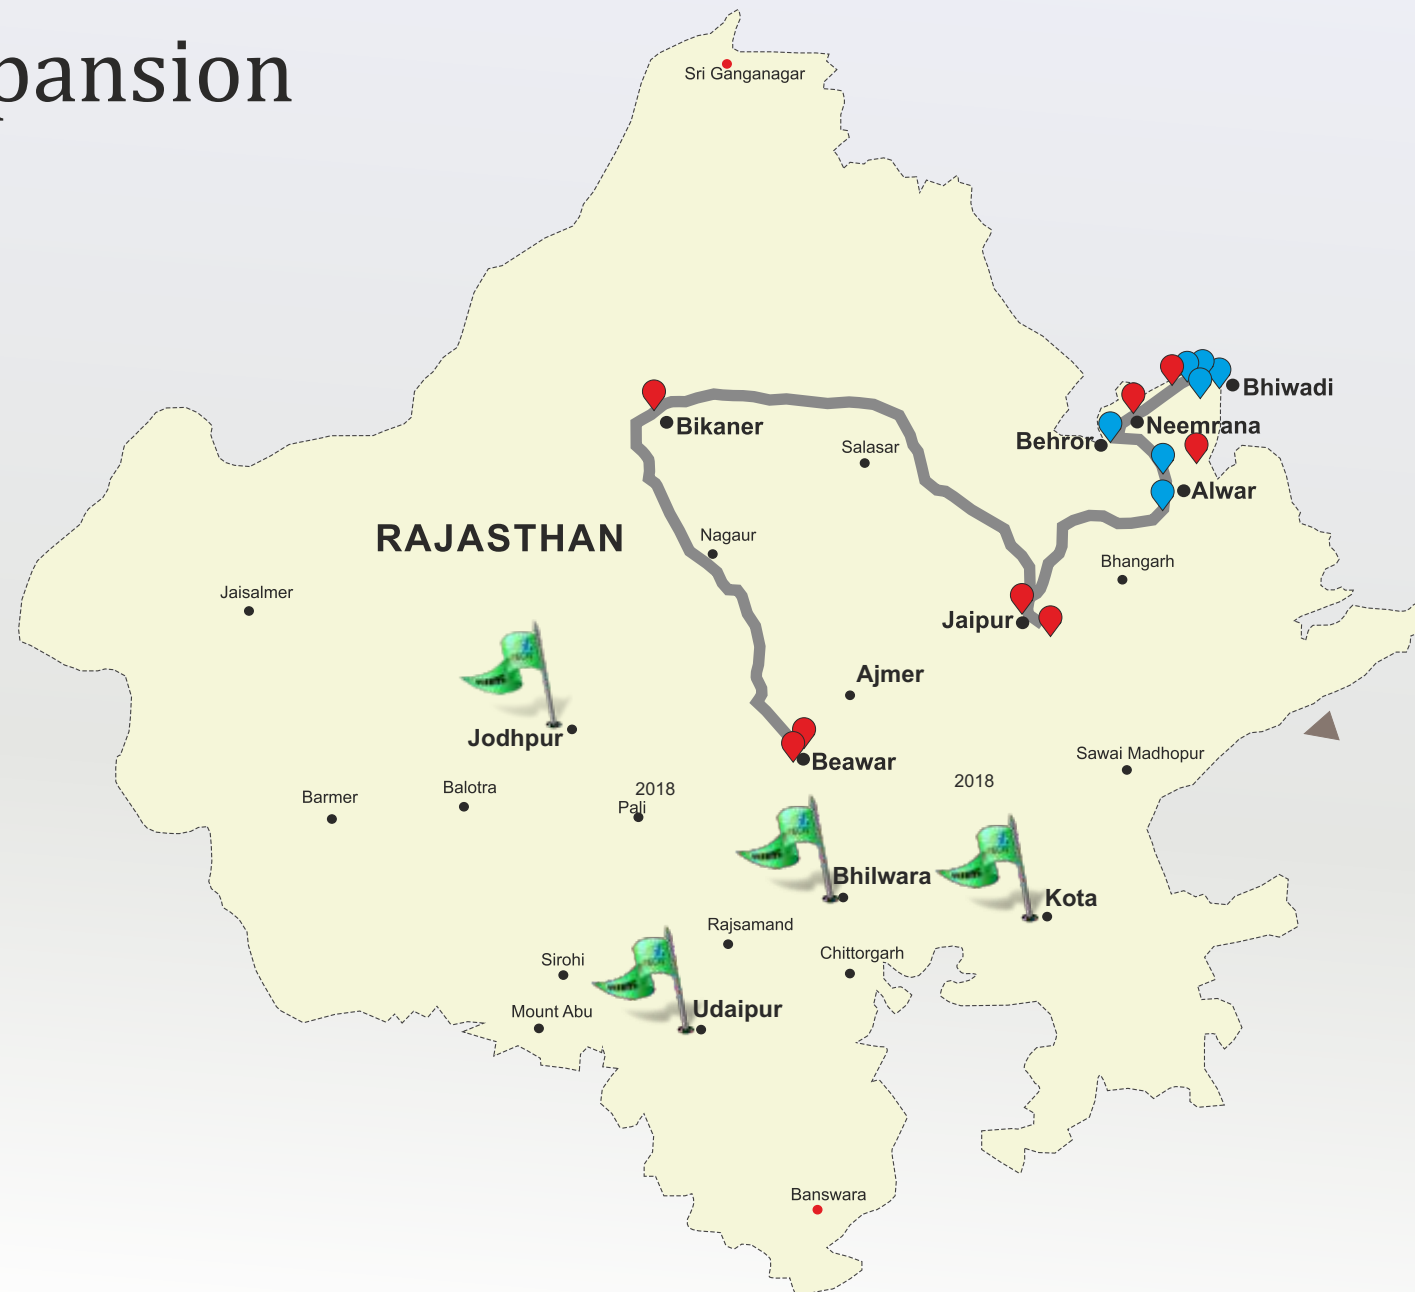 pansion
Sri Ganganagar
Bhiwadi
Bikaner
Neemrana
Behror
Salasar
Alwar
RAJASTHAN
Nagaur
Bhangarh
Jaisalmer
Jaipur
Ajmer
Jodhpur
Beawar
Sawai Madhopur
2018
2018
Balotra
Barmer
Pali
Bhilwara
Kota
Rajsamand
Chittorgarh
Sirohi
Udaipur
Mount Abu
Banswara